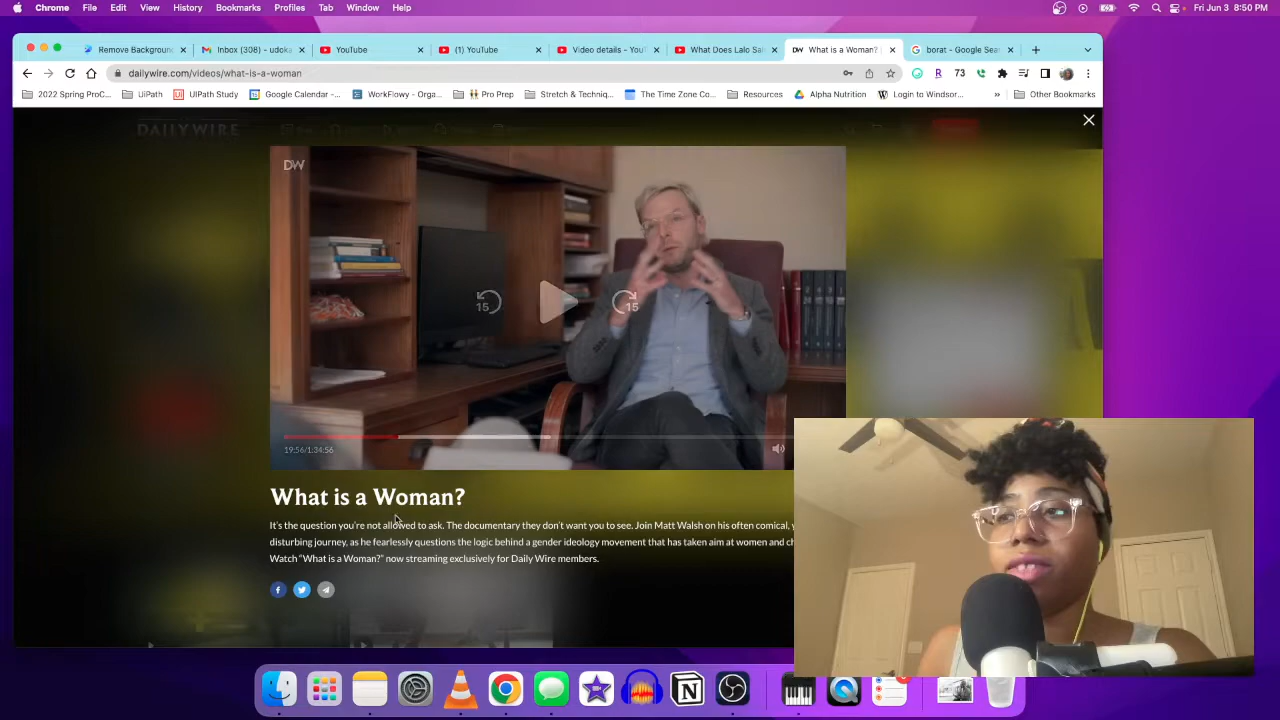 Chrome File Edit View History Bookmarks Profiles Tab Window Help Fri Jun 3 8:50 PM
Remove Backgroun Inbox (308) - udoka YouTube (1) YouTube Video details - You What Does Lalo Sal What is a Woman? borat - Google Sea
dailywire.com/videos/what-is-a-woman 73
2022 Spring ProC... UiPath UIPath Study Google Calendar -... WorkFlowy - Orga... Pro Prep Stretch & Techniq... The Time Zone Co... Resources Alpha Nutrition Login to Windsor... » Other Bookmarks
DAILYWIRE
DW
15 15
19:56/1:34:56
What is a Woman?
It's the question you're not allowed to ask. The documentary they don't want you to see. Join Matt Walsh on his often comical,
disturbing journey, as he fearlessly questions the logic behind a gender ideology movement that has taken aim at women and
Watch "What is a Woman?" now streaming exclusively for Daily Wire members.